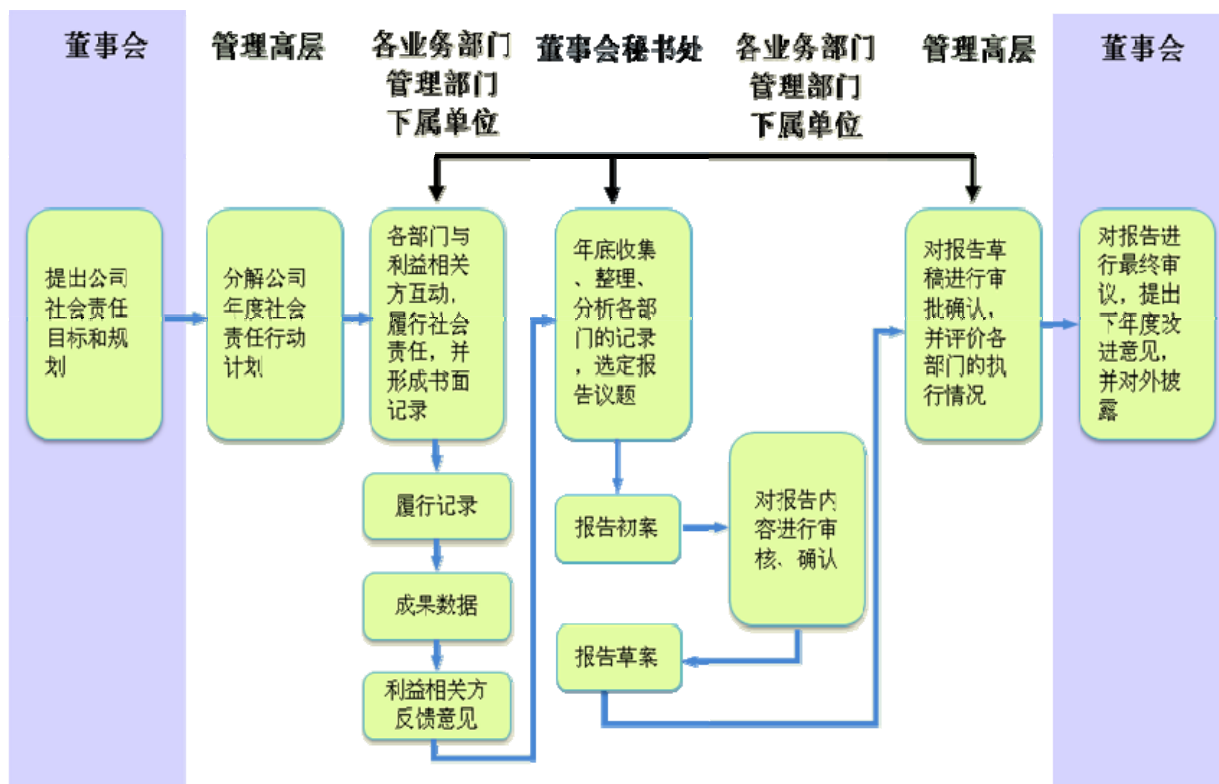 董事会
管理高层
各业务部门
管理部门
下属单位
董事会秘书处
各业务部门
管理部门
下属单位
管理高层
董事会
提出公司
社会责任
目标和规
划
分解公司
年度社会
责任行动
计划
各部门与
利益相关
方互动，
履行社会
责任，并
形成书面
记录
年底收集
、整理、
分析各部
门的记录
，选定报
告议题
对报告草
稿进行审
批确认，
并评价各
部门的执
行情况
对报告进
行最终审
议，提出
下年度改
进意见，
并对外披
露
履行记录
成果数据
利益相关方
反馈意见
报告初案
对报告内
容进行审
核、确认
报告草案